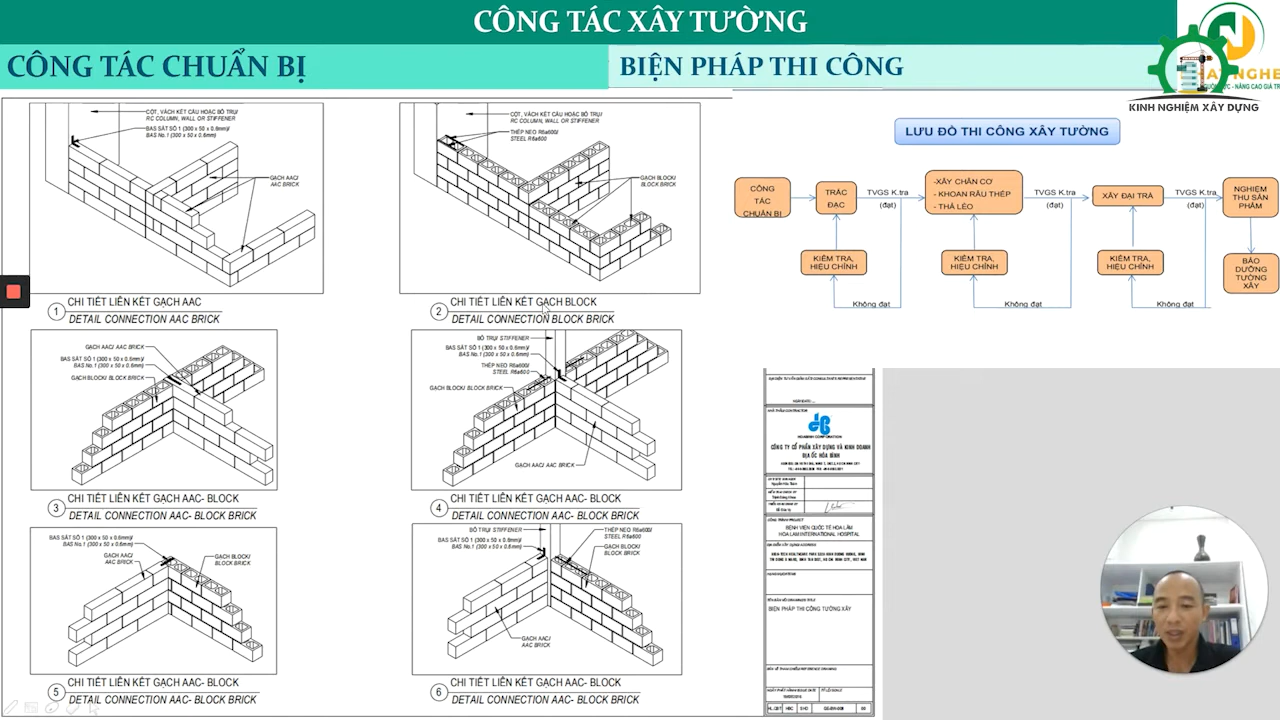 CÔNG TÁC XÂY TƯỜNG
CÔNG TÁC CHUẨN BỊ
BIỆN PHÁP THI CÔNG
KINH NGHIỆM XÂY DỰNG
CỘT, VÁCH KẾT CẤU HOẶC BỔ TRỤ/
RC COLUMN, WALL OR STIFFENER
BAS SẮT SỐ 1 (300 x 50 x 0.6mm)/
BAS No.1 (300 x 50 x 0.6mm)
GẠCH AAC/
AAC BRICK
1
CHI TIẾT LIÊN KẾT GẠCH AAC
DETAIL CONNECTION AAC BRICK
CỘT, VÁCH KẾT CẤU HOẶC BỔ TRỤ/
RC COLUMN, WALL OR STIFFENER
THÉP NEO R6a600/
STEEL R6a600
GẠCH BLOCK/
BLOCK BRICK
2
CHI TIẾT LIÊN KẾT GẠCH BLOCK
DETAIL CONNECTION BLOCK BRICK
GẠCH AAC/ AAC BRICK
BAS SẮT SỐ 1 (300 x 50 x 0.6mm)/
BAS No.1 (300 x 50 x 0.6mm)
GẠCH BLOCK/ BLOCK BRICK
3
CHI TIẾT LIÊN KẾT GẠCH AAC- BLOCK
DETAIL CONNECTION AAC- BLOCK BRICK
BỔ TRỤ/ STIFFENER
BAS SẮT SỐ 1 (300 x 50 x 0.6mm)/
BAS No.1 (300 x 50 x 0.6mm)
THÉP NEO R6a600/
STEEL R6a600
GẠCH BLOCK/ BLOCK BRICK
GẠCH AAC/ AAC BRICK
4
CHI TIẾT LIÊN KẾT GẠCH AAC- BLOCK
DETAIL CONNECTION AAC- BLOCK BRICK
BAS SẮT SỐ 1 (300 x 50 x 0.6mm)/
BAS No.1 (300 x 50 x 0.6mm)
GẠCH AAC/
AAC BRICK
GẠCH BLOCK/
BLOCK BRICK
5
CHI TIẾT LIÊN KẾT GẠCH AAC- BLOCK
DETAIL CONNECTION AAC- BLOCK BRICK
BỔ TRỤ/ STIFFENER
BAS SẮT SỐ 1 (300 x 50 x 0.6mm)/
BAS No.1 (300 x 50 x 0.6mm)
THÉP NEO R6a600/
STEEL R6a600
GẠCH BLOCK/
BLOCK BRICK
GẠCH AAC/
AAC BRICK
6
CHI TIẾT LIÊN KẾT GẠCH AAC- BLOCK
DETAIL CONNECTION AAC- BLOCK BRICK
LƯU ĐỒ THI CÔNG XÂY TƯỜNG
CÔNG
TÁC
CHUẨN BỊ
TRẮC
ĐẠC
TVGS K.tra
(đạt)
-XÂY CHÂN CƠ
- KHOAN RÂU THÉP
- THẢ LÈO
TVGS K.tra
(đạt)
XÂY ĐẠI TRÀ
TVGS K.tra
(đạt)
NGHIỆM
THU SẢN
PHẨM
KIỂM TRA,
HIỆU CHỈNH
KIỂM TRA,
HIỆU CHỈNH
KIỂM TRA,
HIỆU CHỈNH
BẢO
DƯỠNG
TƯỜNG
XÂY
Không đạt
Không đạt
Không đạt
HOABINH CORPORATION
CÔNG TY CỔ PHẦN XÂY DỰNG VÀ KINH DOANH
ĐỊA ỐC HÒA BÌNH
BỆNH VIỆN QUỐC TẾ HOA LÂM
HOA LAM INTERNATIONAL HOSPITAL
BIỆN PHÁP THI CÔNG TƯỜNG XÂY